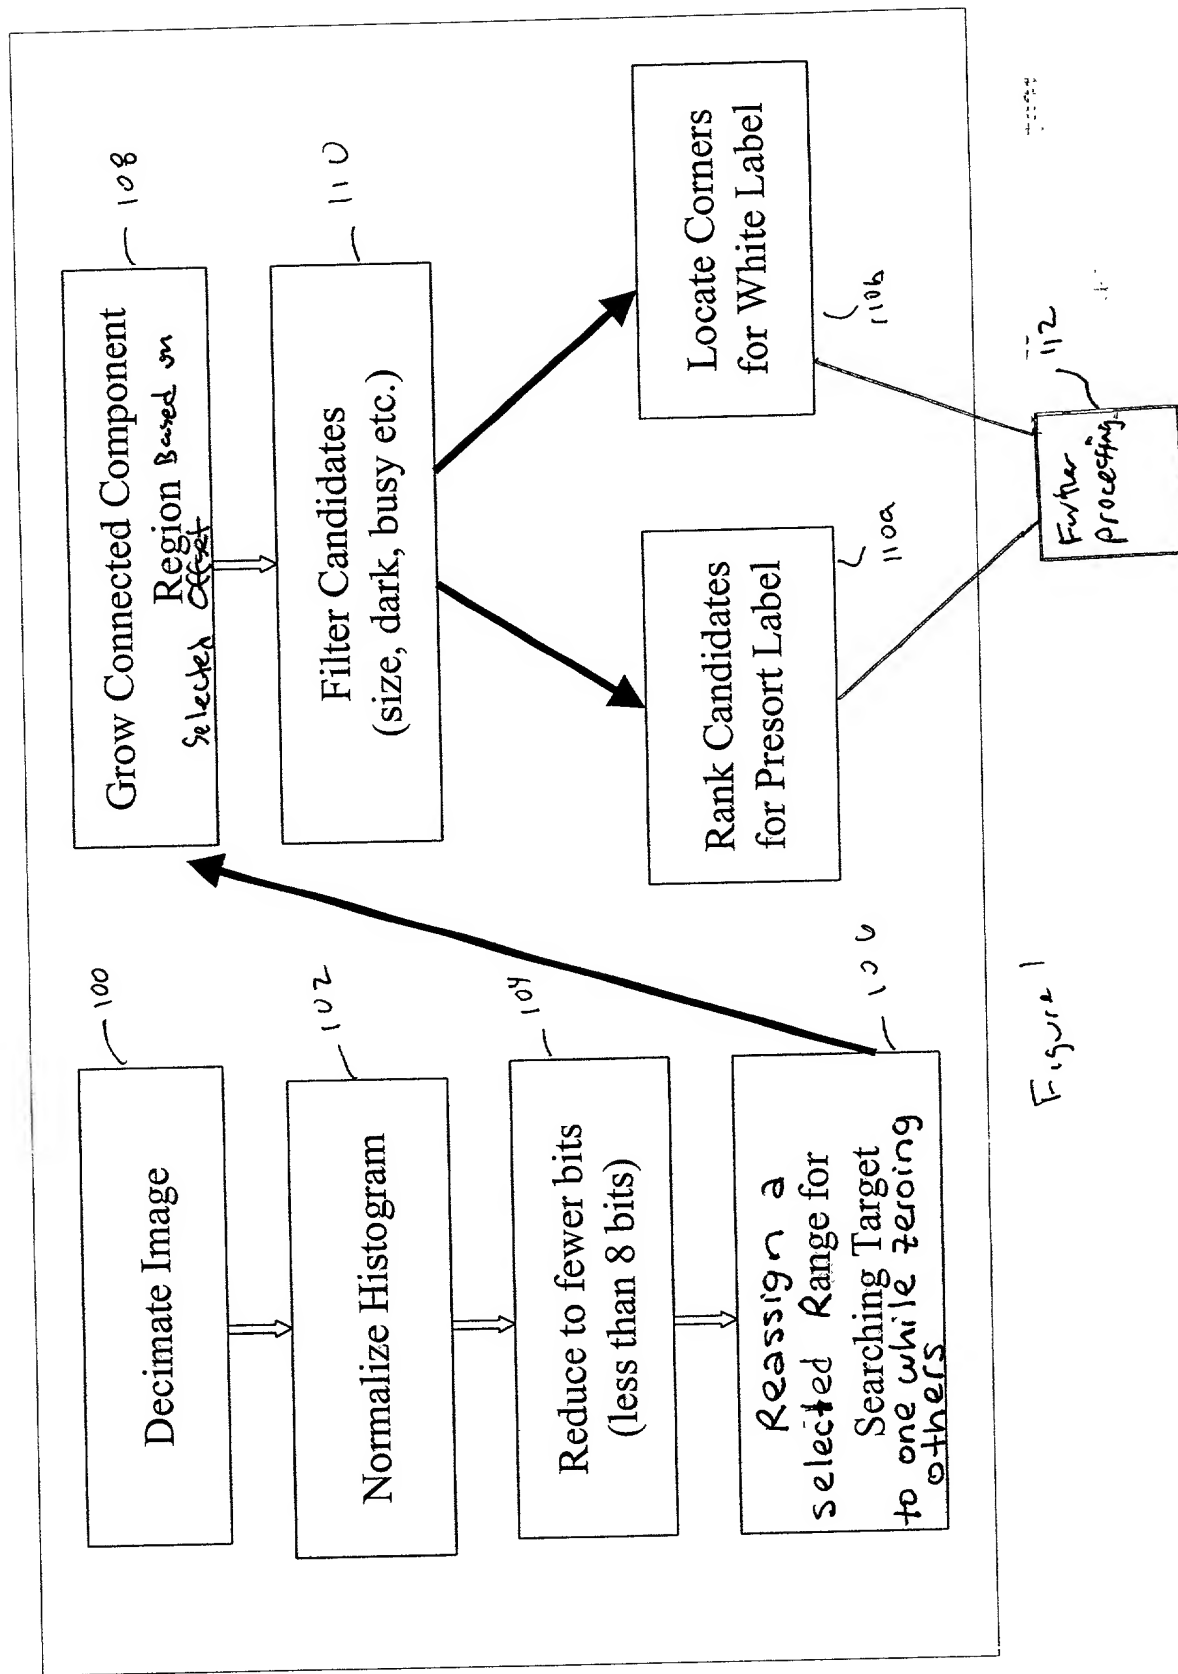 Decimate Image
100
Normalize Histogram
102
Reduce to fewer bits
(less than 8 bits)
104
Reassign a
selected Range for
Searching Target
to one while zeroing
others
106
Grow Connected Component
Region Based on
Selected Offset
108
Filter Candidates
(size, dark, busy etc.)
110
Rank Candidates
for Presort Label
110a
Locate Corners
for White Label
110b
Further
processing
112
Figure 1